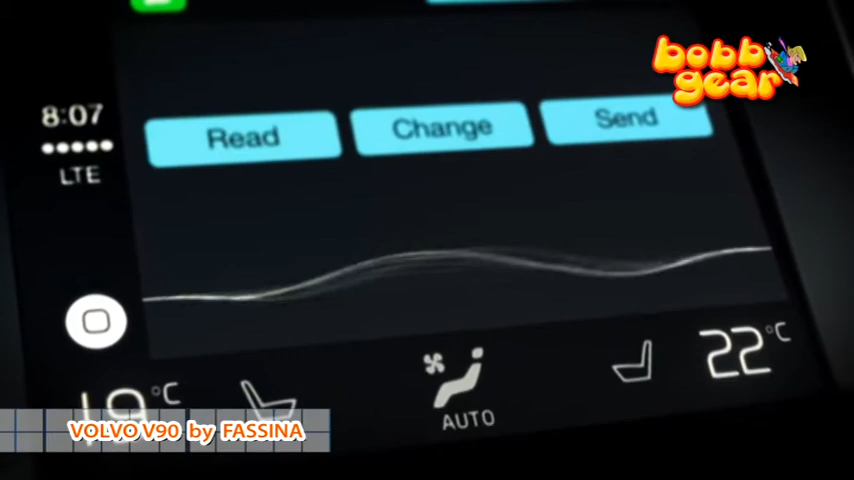 bobb
gear
8:07
LTE
Read
Change
Send
19°C
AUTO
22°C
VOLVO V90 by FASSINA